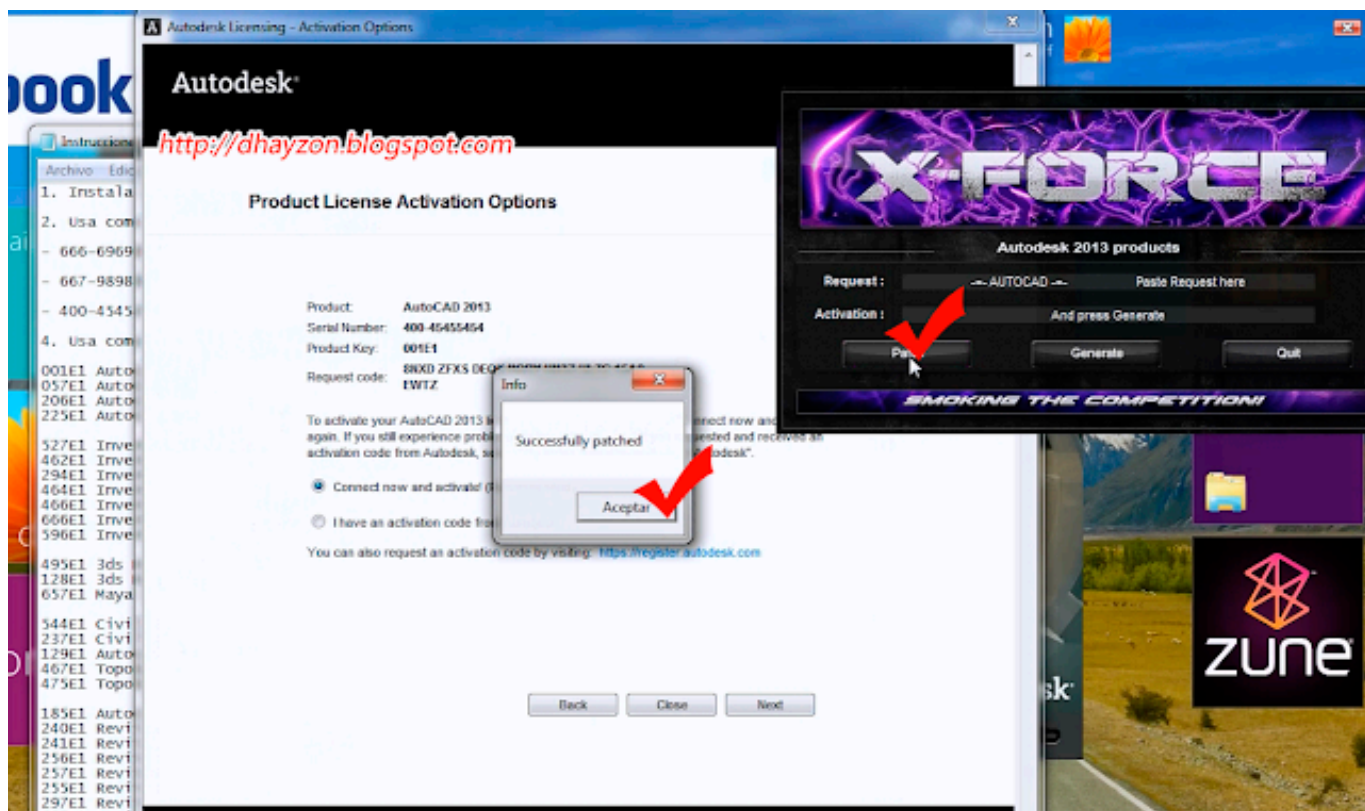 Autodesk Licensing - Activation Options
Autodesk
ook
http://dhayzon.blogspot.com
Product License Activation Options
Product: AutoCAD 2013
Serial Number: 400-45455454
Product Key: 001E1
Request code: 8NXD ZFXS
EWTZ
To activate your AutoCAD 2013
again. If you still experience
activation code from Autodesk,
Connect now and activate!
I have an activation code
You can also request an activation code by visiting: https://register.autodesk.com
Back Close Next
Info
Successfully patched
Aceptar
Archivo
1. Instala
2. Usa com
- 666-6969
- 667-9898
- 400-4545
4. Usa com
001E1 Auto
057E1 Auto
206E1 Auto
225E1 Auto
527E1 Inve
462E1 Inve
294E1 Inve
464E1 Inve
466E1 Inve
666E1 Inve
596E1 Inve
495E1 3ds
128E1 3ds
657E1 Maya
544E1 Civi
237E1 Civi
129E1 Auto
467E1 Topo
475E1 Topo
185E1 Auto
240E1 Revi
241E1 Revi
256E1 Revi
257E1 Revi
255E1 Revi
297E1 Revi
X-FORCE
Autodesk 2013 products
Request : AUTOCAD Paste Request here
Activation : And press Generate
Generate Quit
SMOKING THE COMPETITION!
zune
sk